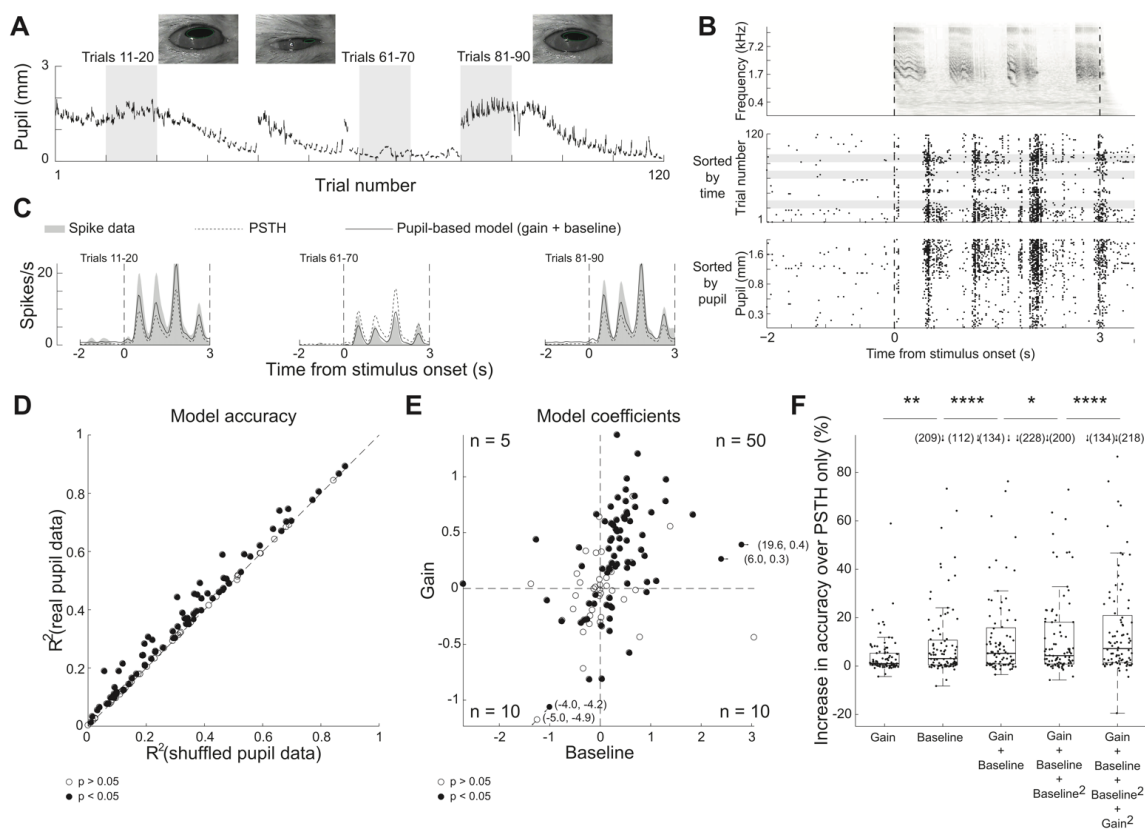 A
Trials 11-20
Trials 61-70
Trials 81-90
3
Pupil (mm)
0
1
Trial number
120
B
Frequency (kHz)
7.2
1.7
0.4
120
Sorted by time
Trial number
1
Sorted by pupil
Pupil (mm)
1.6
0.8
0.3
-2
0
3
Time from stimulus onset (s)
C
Spike data
PSTH
Pupil-based model (gain + baseline)
Spikes/s
20
0
Trials 11-20
Trials 61-70
Trials 81-90
-2 0 3
-2 0 3
-2 0 3
Time from stimulus onset (s)
D
Model accuracy
R²(real pupil data)
1
0.8
0.6
0.4
0.2
0
0 0.2 0.4 0.6 0.8 1
R²(shuffled pupil data)
p > 0.05
p < 0.05
E
Model coefficients
n = 5
n = 50
Gain
1
0.5
0
-0.5
-1
(19.6, 0.4)
(6.0, 0.3)
(-4.0, -4.2)
(-5.0, -4.9)
n = 10
n = 10
-2 -1 0 1 2 3
Baseline
p > 0.05
p < 0.05
F
** **** * ****
(209)↓ (112)↓ (134)↓ ↓ ↓(228)↓(200) ↓(134)↓(218)
Increase in accuracy over PSTH only (%)
80
60
40
20
0
-20
Gain
Baseline
Gain
+
Baseline
Gain
+
Baseline
+
Baseline²
Gain
+
Baseline
+
Baseline²
+
Gain²